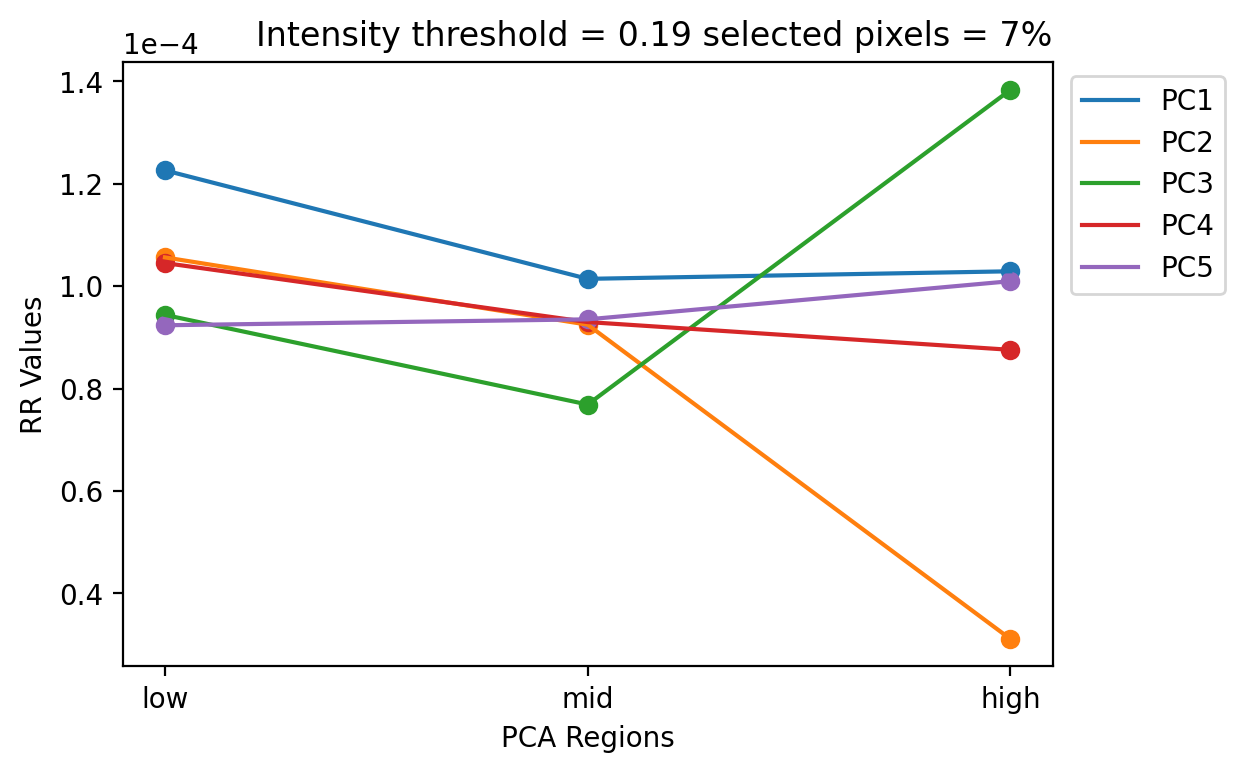 Intensity threshold = 0.19 selected pixels = 7%
1e−4
1.4
1.2
1.0
0.8
0.6
0.4
RR Values
low mid high
PCA Regions
PC1
PC2
PC3
PC4
PC5